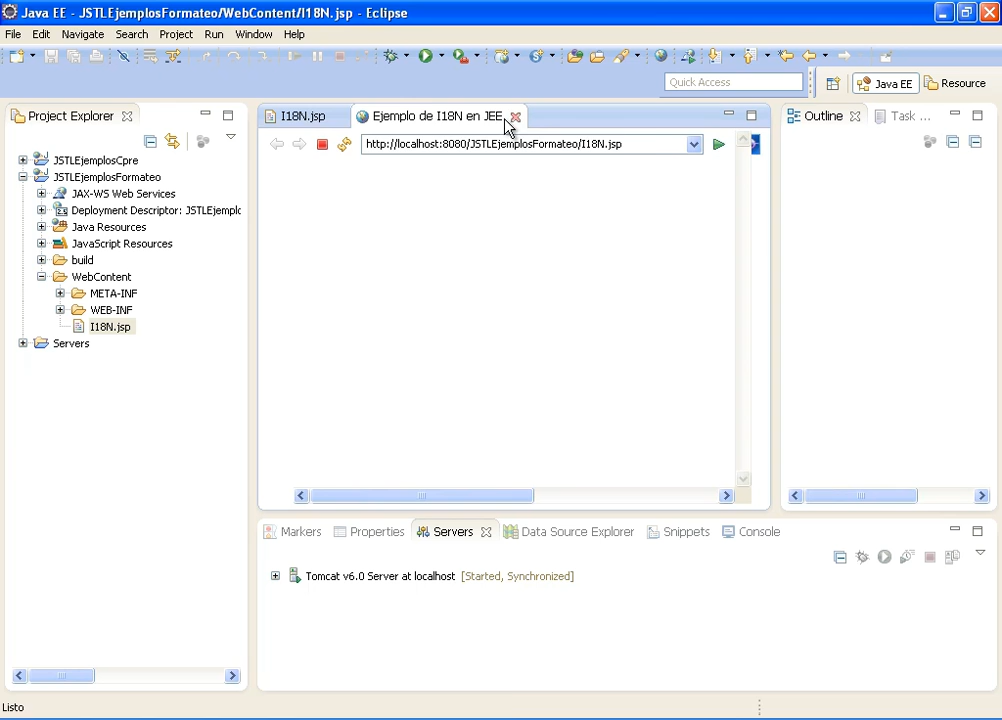 Java EE - JSTLEjemplosFormateo/WebContent/I18N.jsp - Eclipse
File Edit Navigate Search Project Run Window Help
Quick Access
Java EE
Resource
Project Explorer
I18N.jsp
Ejemplo de I18N en JEE
Outline
Task ...
http://localhost:8080/JSTLEjemplosFormateo/I18N.jsp
JSTLEjemplosCpre
JSTLEjemplosFormateo
JAX-WS Web Services
Deployment Descriptor: JSTLEjemplo
Java Resources
JavaScript Resources
build
WebContent
META-INF
WEB-INF
I18N.jsp
Servers
Markers
Properties
Servers
Data Source Explorer
Snippets
Console
Tomcat v6.0 Server at localhost [Started, Synchronized]
Listo